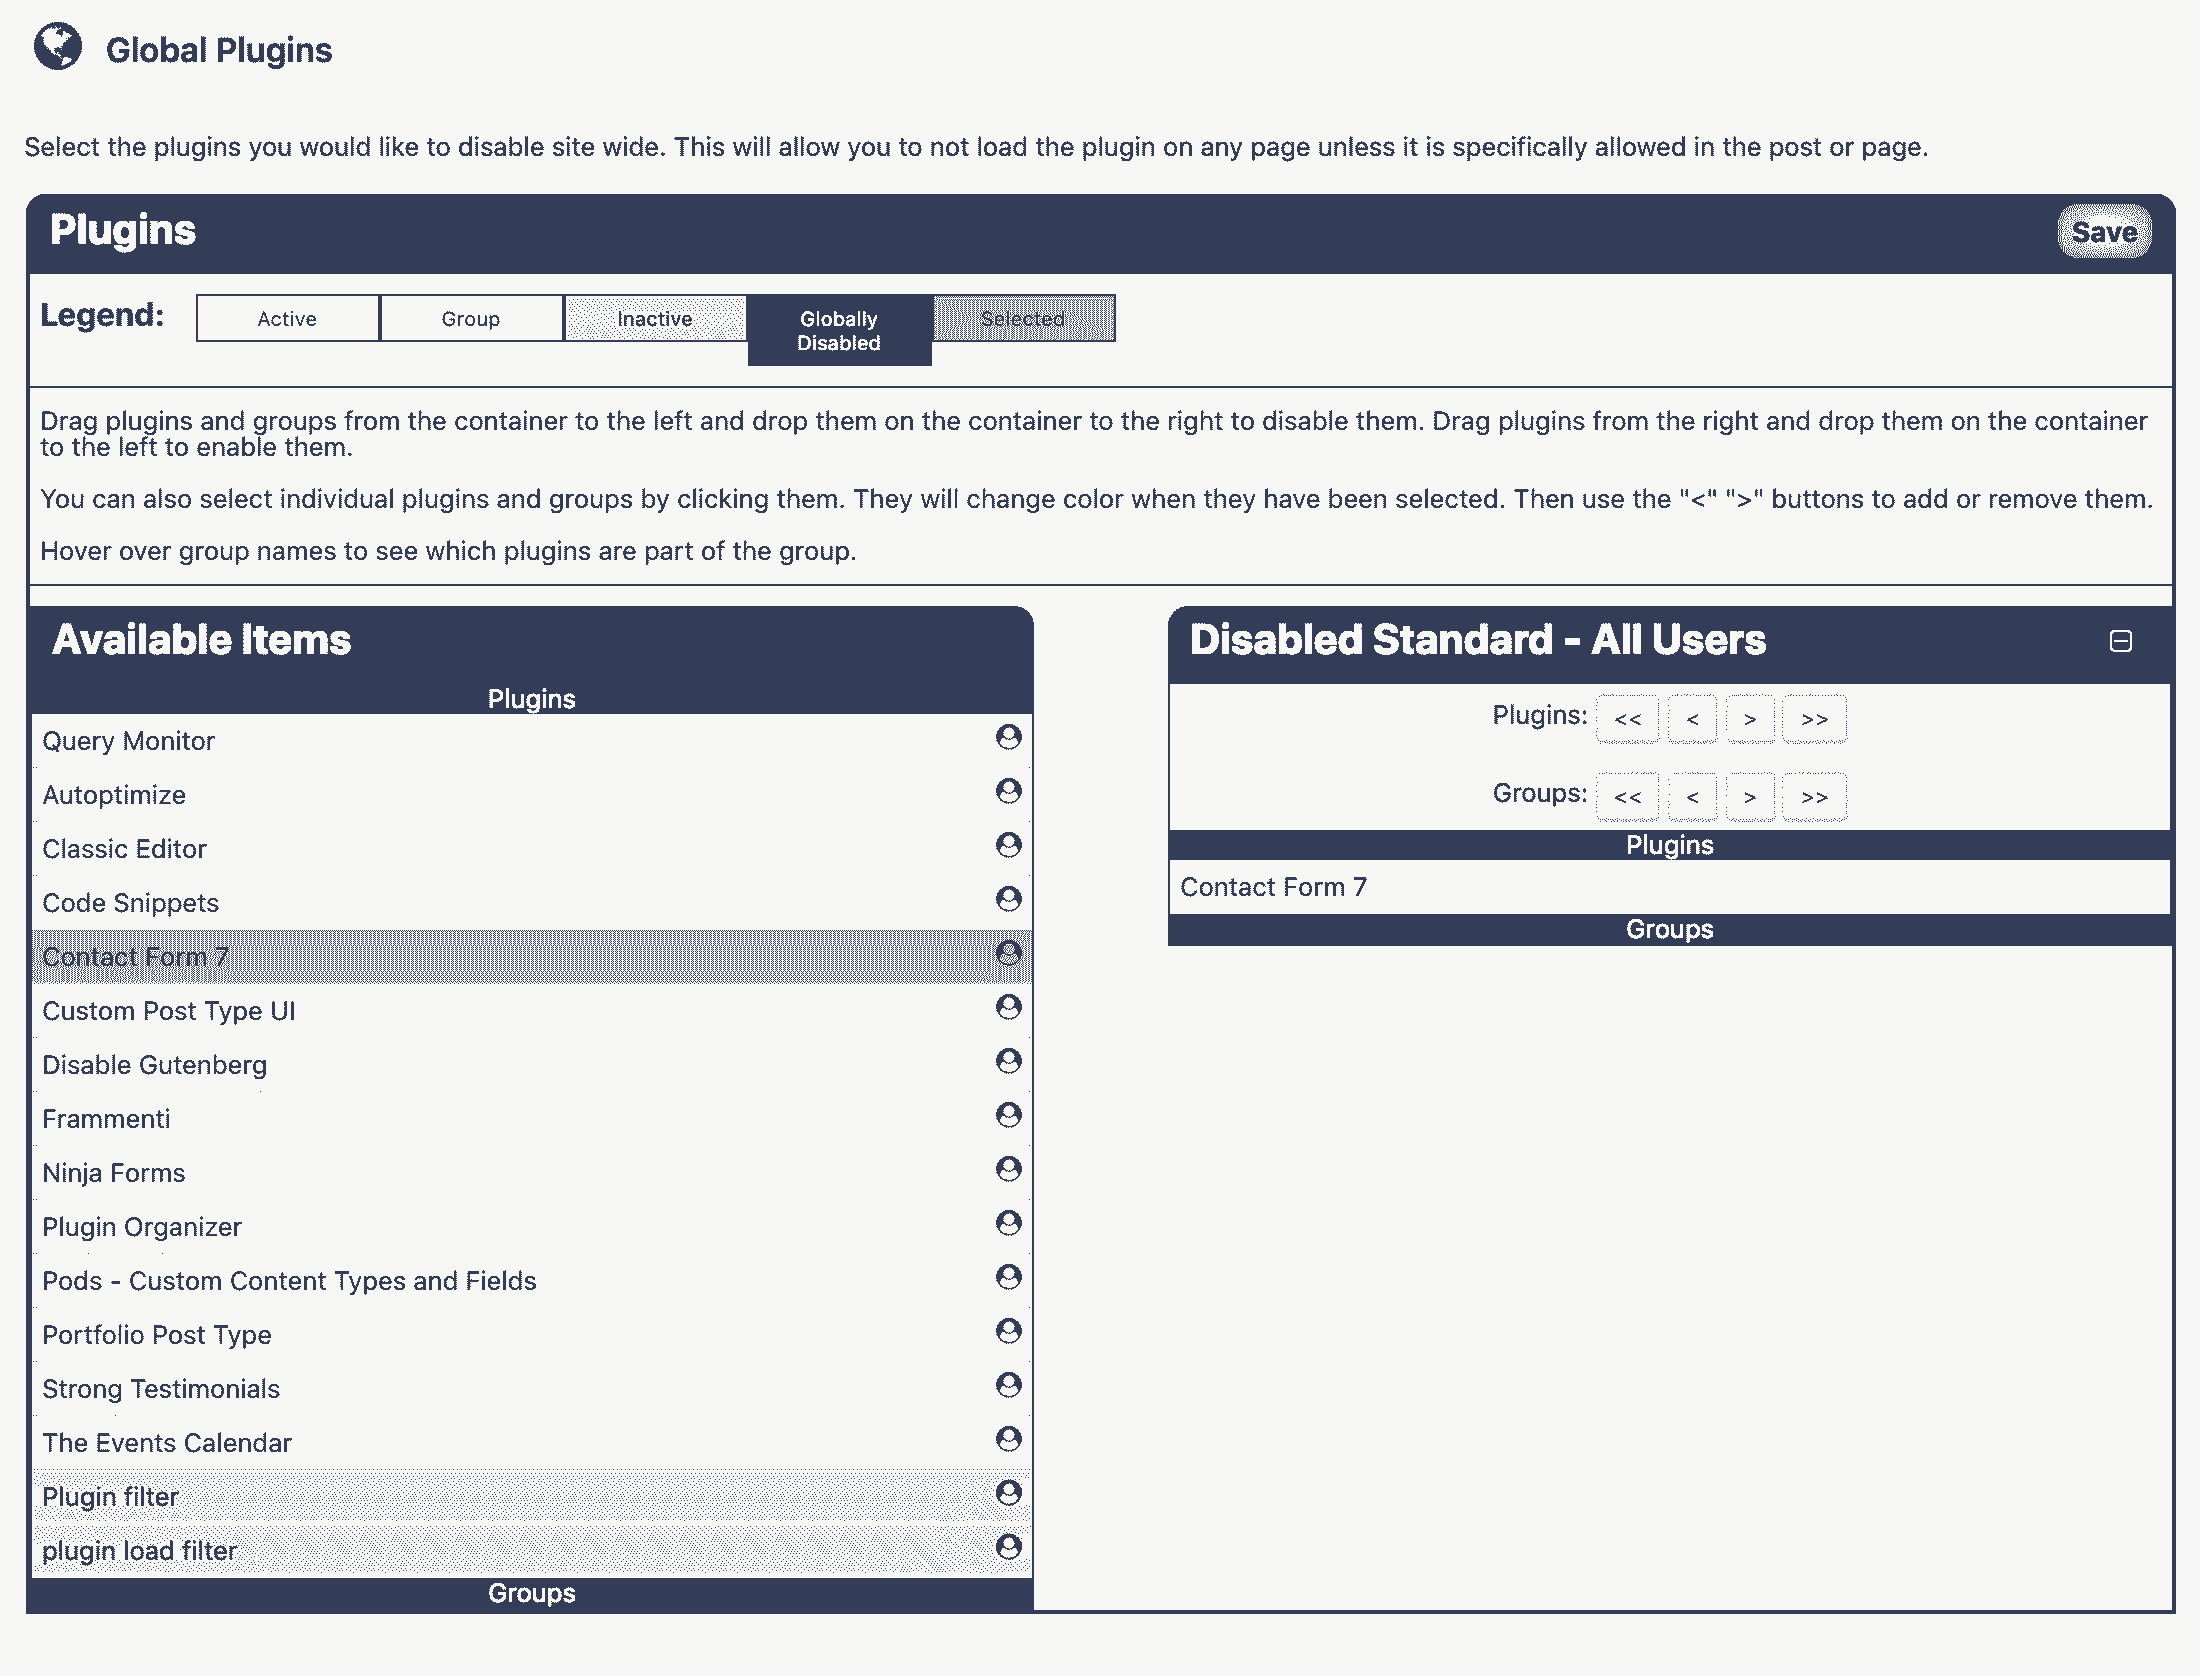 Global Plugins
Select the plugins you would like to disable site wide. This will allow you to not load the plugin on any page unless it is specifically allowed in the post or page.
Plugins
Save
Legend:
Active
Group
Inactive
Globally
Disabled
Selected
Drag plugins and groups from the container to the left and drop them on the container to the right to disable them. Drag plugins from the right and drop them on the container
to the left to enable them.
You can also select individual plugins and groups by clicking them. They will change color when they have been selected. Then use the "<" ">" buttons to add or remove them.
Hover over group names to see which plugins are part of the group.
Available Items
Plugins
Query Monitor
Autoptimize
Classic Editor
Code Snippets
Contact Form 7
Custom Post Type UI
Disable Gutenberg
Frammenti
Ninja Forms
Plugin Organizer
Pods - Custom Content Types and Fields
Portfolio Post Type
Strong Testimonials
The Events Calendar
Plugin filter
plugin load filter
Groups
Disabled Standard - All Users
Plugins: << < > >>
Groups: << < > >>
Plugins
Contact Form 7
Groups